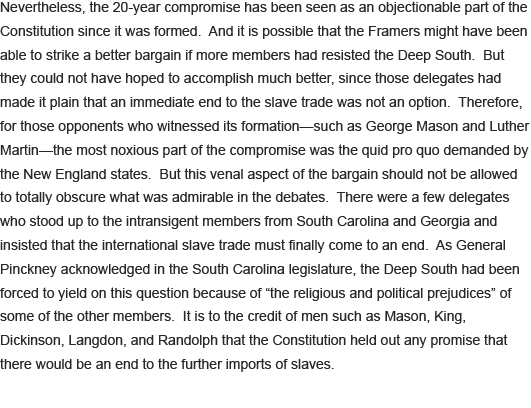 Nevertheless, the 20-year compromise has been seen as an objectionable part of the
Constitution since it was formed.  And it is possible that the Framers might have been
able to strike a better bargain if more members had resisted the Deep South.  But
they could not have hoped to accomplish much better, since those delegates had
made it plain that an immediate end to the slave trade was not an option.  Therefore,
for those opponents who witnessed its formation—such as George Mason and Luther
Martin—the most noxious part of the compromise was the quid pro quo demanded by
the New England states.  But this venal aspect of the bargain should not be allowed
to totally obscure what was admirable in the debates.  There were a few delegates
who stood up to the intransigent members from South Carolina and Georgia and
insisted that the international slave trade must finally come to an end.  As General
Pinckney acknowledged in the South Carolina legislature, the Deep South had been
forced to yield on this question because of “the religious and political prejudices” of
some of the other members.  It is to the credit of men such as Mason, King,
Dickinson, Langdon, and Randolph that the Constitution held out any promise that
there would be an end to the further imports of slaves.